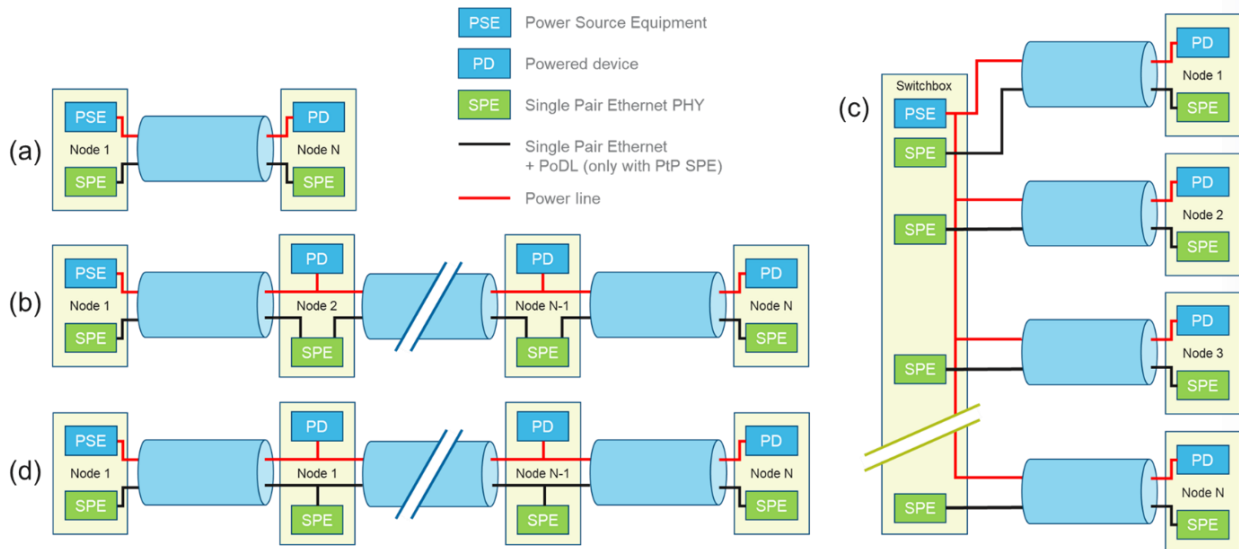 PSE Power Source Equipment
PD Powered device
SPE Single Pair Ethernet PHY
Single Pair Ethernet
+ PoDL (only with PtP SPE)
Power line
(a)
PSE
Node 1
SPE
PD
Node N
SPE
(b)
PSE
Node 1
SPE
PD
Node 2
SPE
PD
Node N-1
SPE
PD
Node N
SPE
(d)
PSE
Node 1
SPE
PD
Node 1
SPE
PD
Node N-1
SPE
PD
Node N
SPE
(c)
Switchbox
PSE
SPE
SPE
SPE
SPE
PD
Node 1
SPE
PD
Node 2
SPE
PD
Node 3
SPE
PD
Node N
SPE